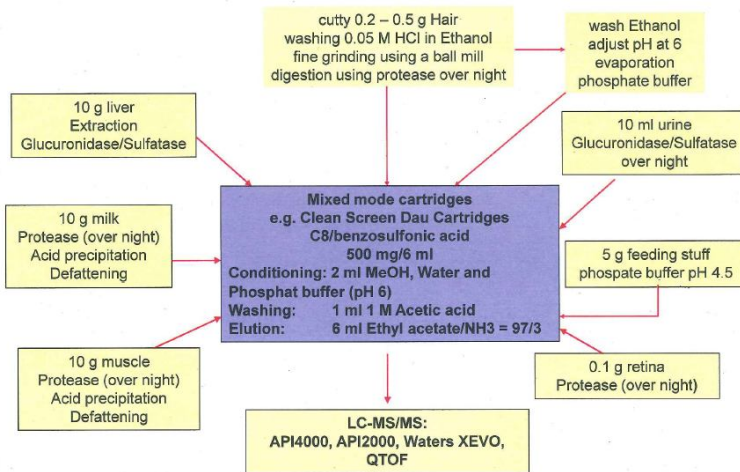 cutty 0.2 – 0.5 g Hair
washing 0.05 M HCl in Ethanol
fine grinding using a ball mill
digestion using protease over night
wash Ethanol
adjust pH at 6
evaporation
phosphate buffer
10 g liver
Extraction
Glucuronidase/Sulfatase
10 ml urine
Glucuronidase/Sulfatase
over night
10 g milk
Protease (over night)
Acid precipitation
Defattening
Mixed mode cartridges
e.g. Clean Screen Dau Cartridges
C8/benzosulfonic acid
500 mg/6 ml
Conditioning: 2 ml MeOH, Water and
Phosphat buffer (pH 6)
Washing: 1 ml 1 M Acetic acid
Elution: 6 ml Ethyl acetate/NH3 = 97/3
5 g feeding stuff
phospate buffer pH 4.5
10 g muscle
Protease (over night)
Acid precipitation
Defattening
0.1 g retina
Protease (over night)
LC-MS/MS:
API4000, API2000, Waters XEVO,
QTOF